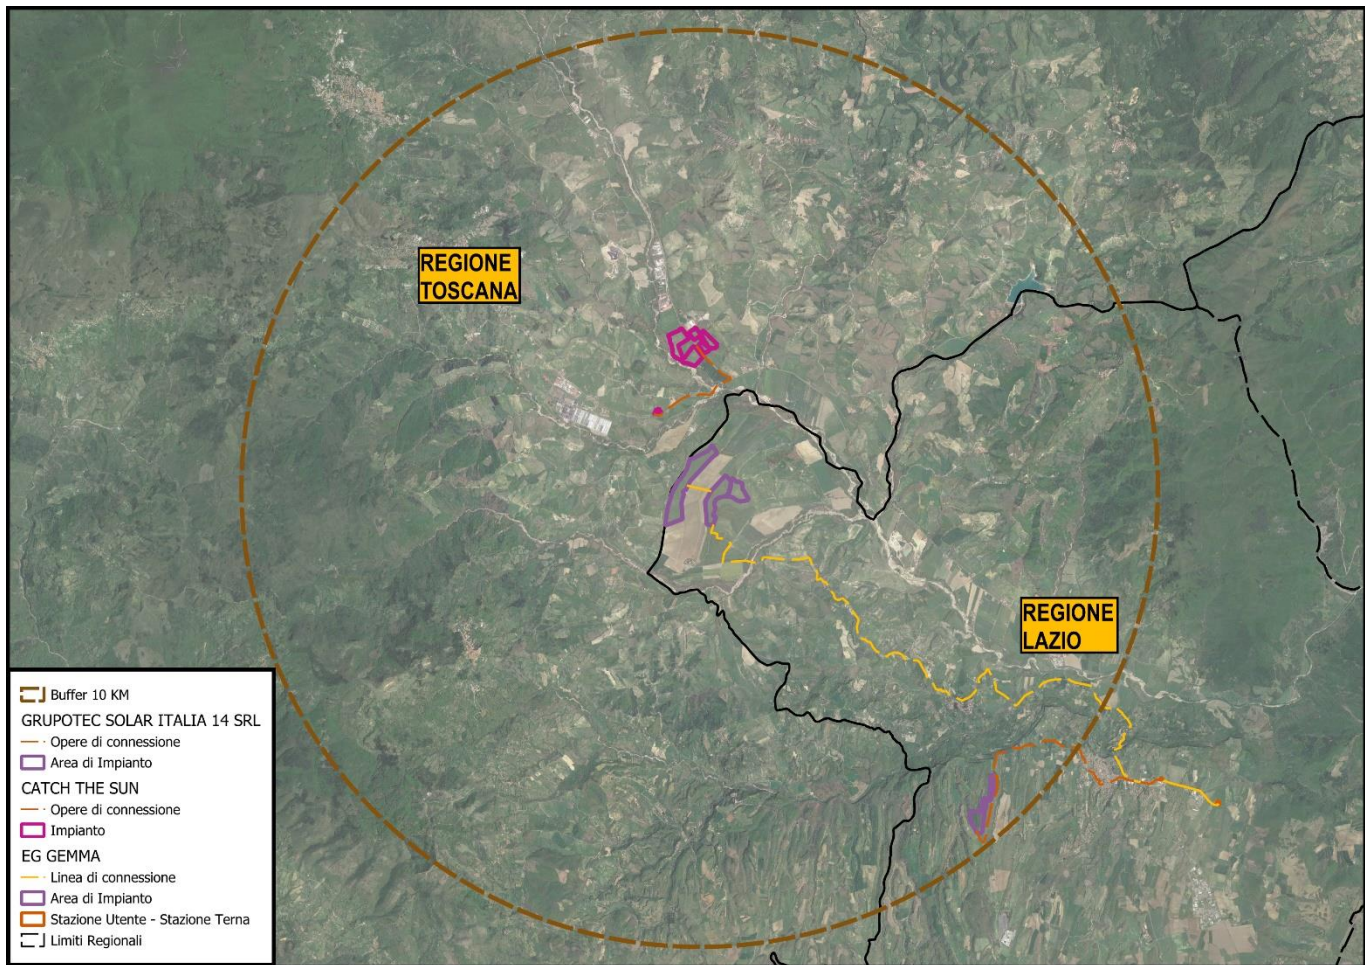 REGIONE
TOSCANA
REGIONE
LAZIO
Buffer 10 KM
GRUPOTEC SOLAR ITALIA 14 SRL
Opere di connessione
Area di Impianto
CATCH THE SUN
Opere di connessione
Impianto
EG GEMMA
Linea di connessione
Area di Impianto
Stazione Utente - Stazione Terna
Limiti Regionali